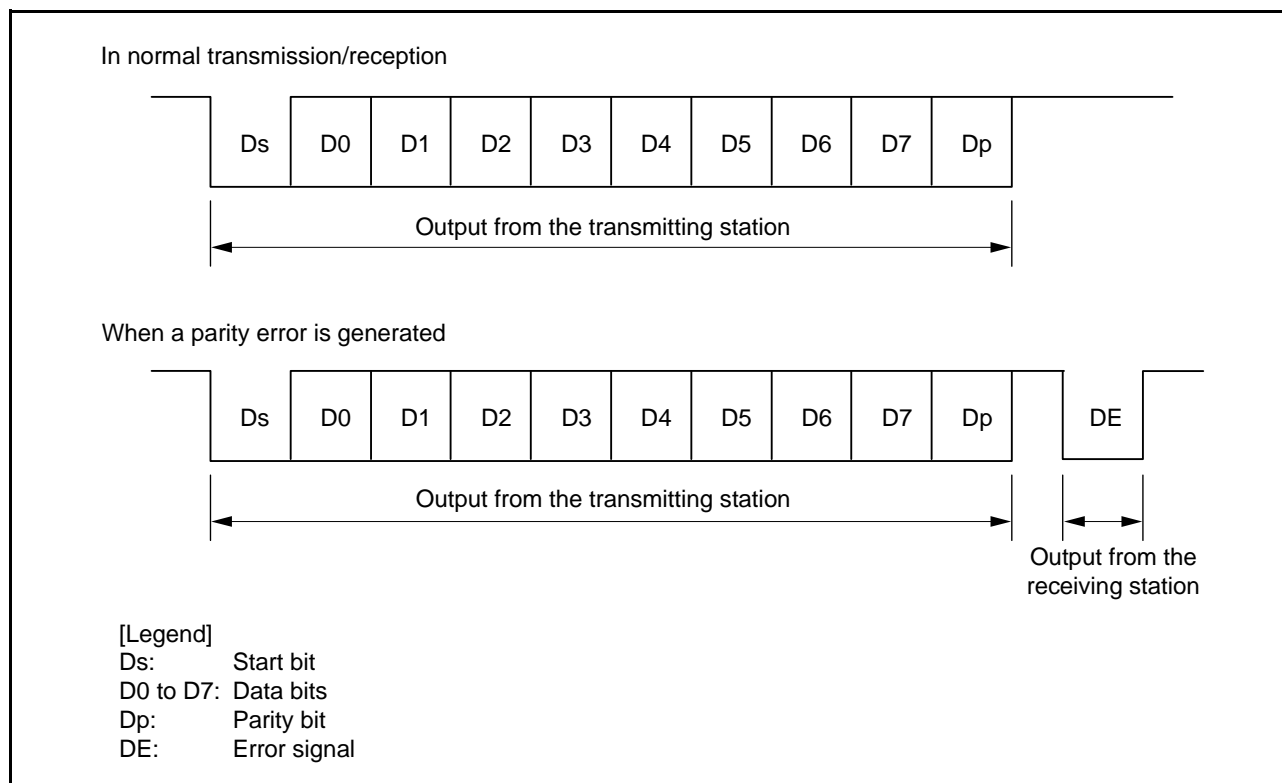 In normal transmission/reception
Ds D0 D1 D2 D3 D4 D5 D6 D7 Dp
Output from the transmitting station
When a parity error is generated
Ds D0 D1 D2 D3 D4 D5 D6 D7 Dp DE
Output from the transmitting station
Output from the
receiving station
[Legend]
Ds: Start bit
D0 to D7: Data bits
Dp: Parity bit
DE: Error signal